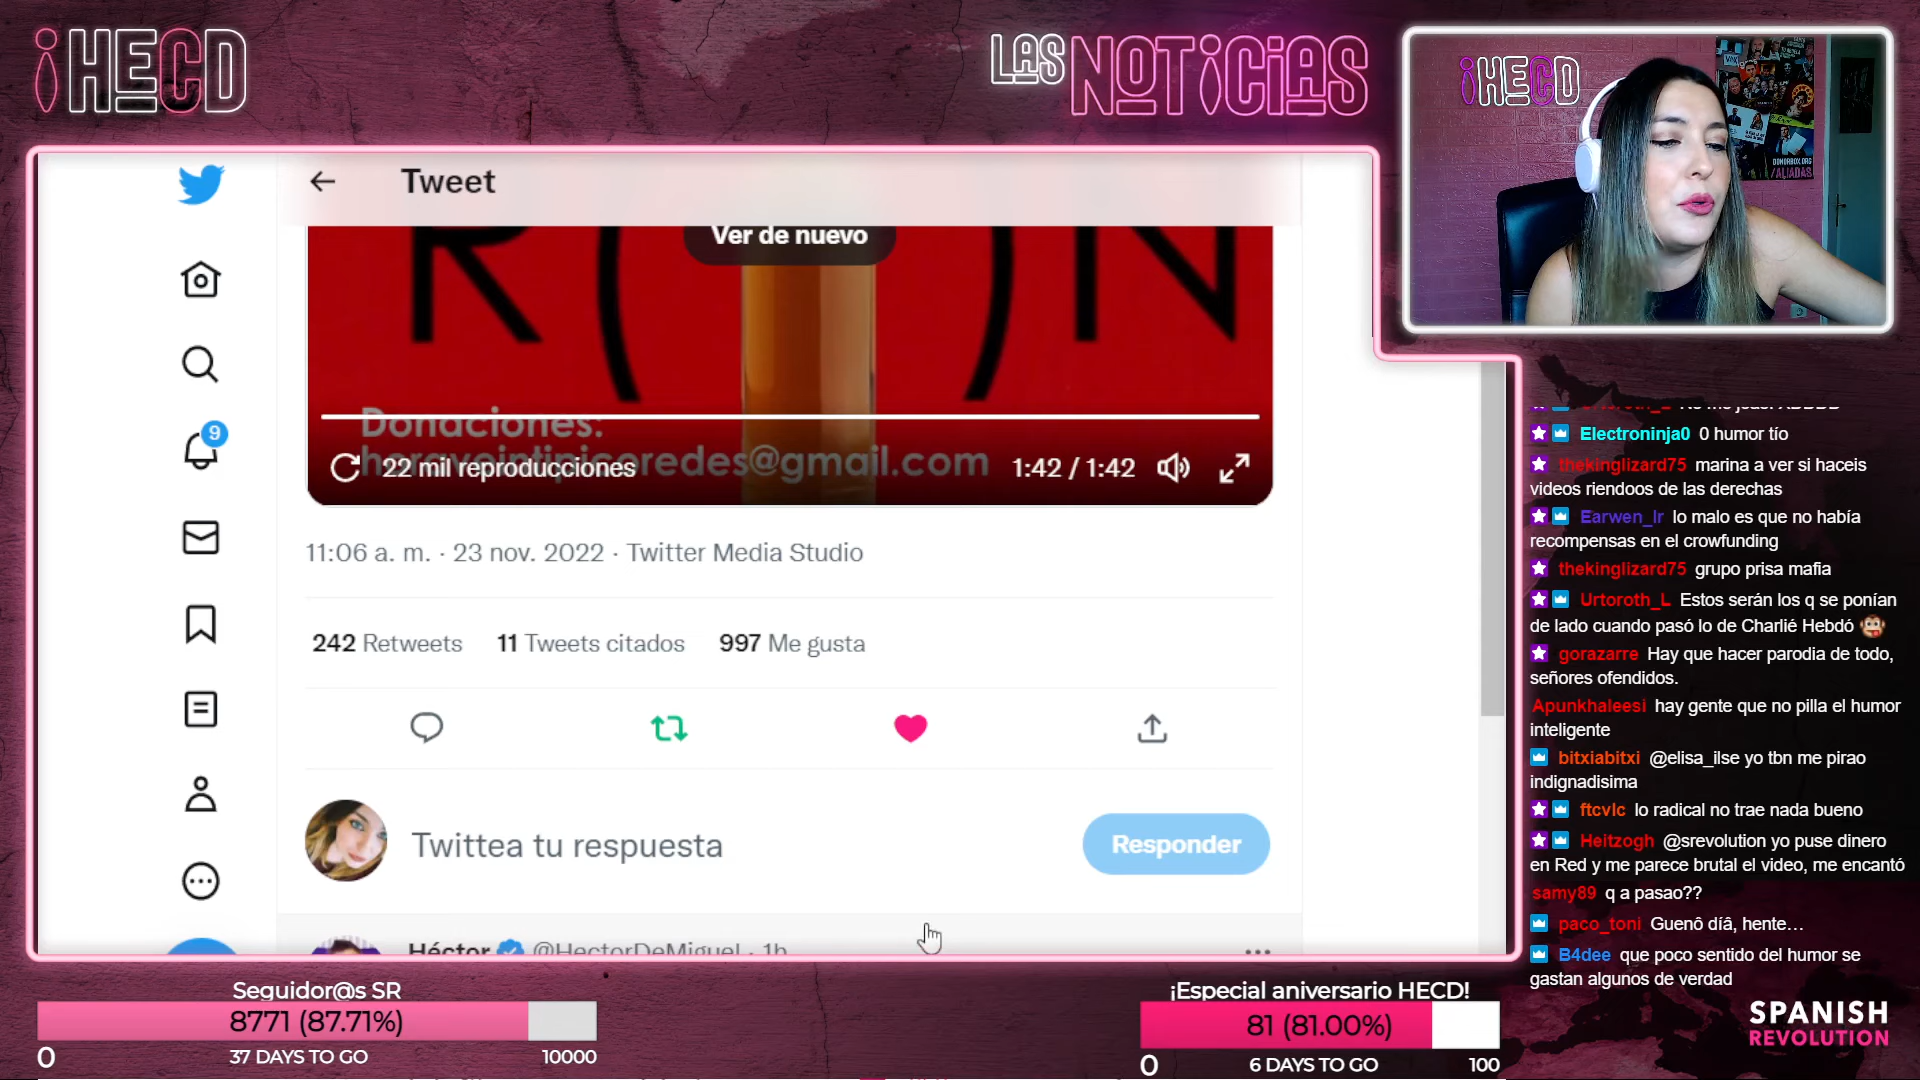 ¡HECD
LAS NOTICIAS
¡HECD
DONORBOX.ORG
/ALIADAS
Tweet
Ver de nuevo
R( )N
Donaciones:
22 mil reproducciones
@gmail.com
1:42 / 1:42
9
11:06 a. m. · 23 nov. 2022 · Twitter Media Studio
242 Retweets 11 Tweets citados 997 Me gusta
Twittea tu respuesta
Responder
Héctor @HectorDeMiguel · 1h
Electroninja0 0 humor tío
thekinglizard75 marina a ver si haceis
videos riendoos de las derechas
Earwen_lr lo malo es que no había
recompensas en el crowfunding
thekinglizard75 grupo prisa mafia
Urtoroth_L Estos serán los q se ponían
de lado cuando pasó lo de Charlié Hebdó
gorazarre Hay que hacer parodia de todo,
señores ofendidos.
Apunkhaleesi hay gente que no pilla el humor
inteligente
bitxiabitxi @elisa_ilse yo tbn me pirao
indignadisima
ftcvlc lo radical no trae nada bueno
Heitzogh @srevolution yo puse dinero
en Red y me parece brutal el video, me encantó
samy89 q a pasao??
paco_toni Guenô díâ, hente…
B4dee que poco sentido del humor se
gastan algunos de verdad
Seguidor@s SR
8771 (87.71%)
0 37 DAYS TO GO 10000
¡Especial aniversario HECD!
81 (81.00%)
0 6 DAYS TO GO 100
SPANISH
REVOLUTION